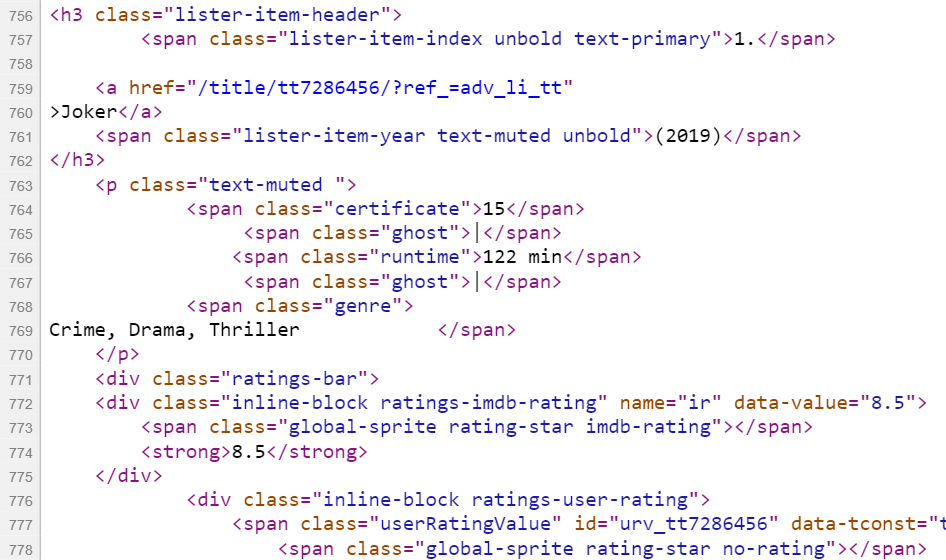 756 <h3 class="lister-item-header">
757 <span class="lister-item-index unbold text-primary">1.</span>
758
759 <a href="/title/tt7286456/?ref_=adv_li_tt"
760 >Joker</a>
761 <span class="lister-item-year text-muted unbold">(2019)</span>
762 </h3>
763 <p class="text-muted ">
764 <span class="certificate">15</span>
765 <span class="ghost">|</span>
766 <span class="runtime">122 min</span>
767 <span class="ghost">|</span>
768 <span class="genre">
769 Crime, Drama, Thriller </span>
770 </p>
771 <div class="ratings-bar">
772 <div class="inline-block ratings-imdb-rating" name="ir" data-value="8.5">
773 <span class="global-sprite rating-star imdb-rating"></span>
774 <strong>8.5</strong>
775 </div>
776 <div class="inline-block ratings-user-rating">
777 <span class="userRatingValue" id="urv_tt7286456" data-tconst="t
778 <span class="global-sprite rating-star no-rating"></span>